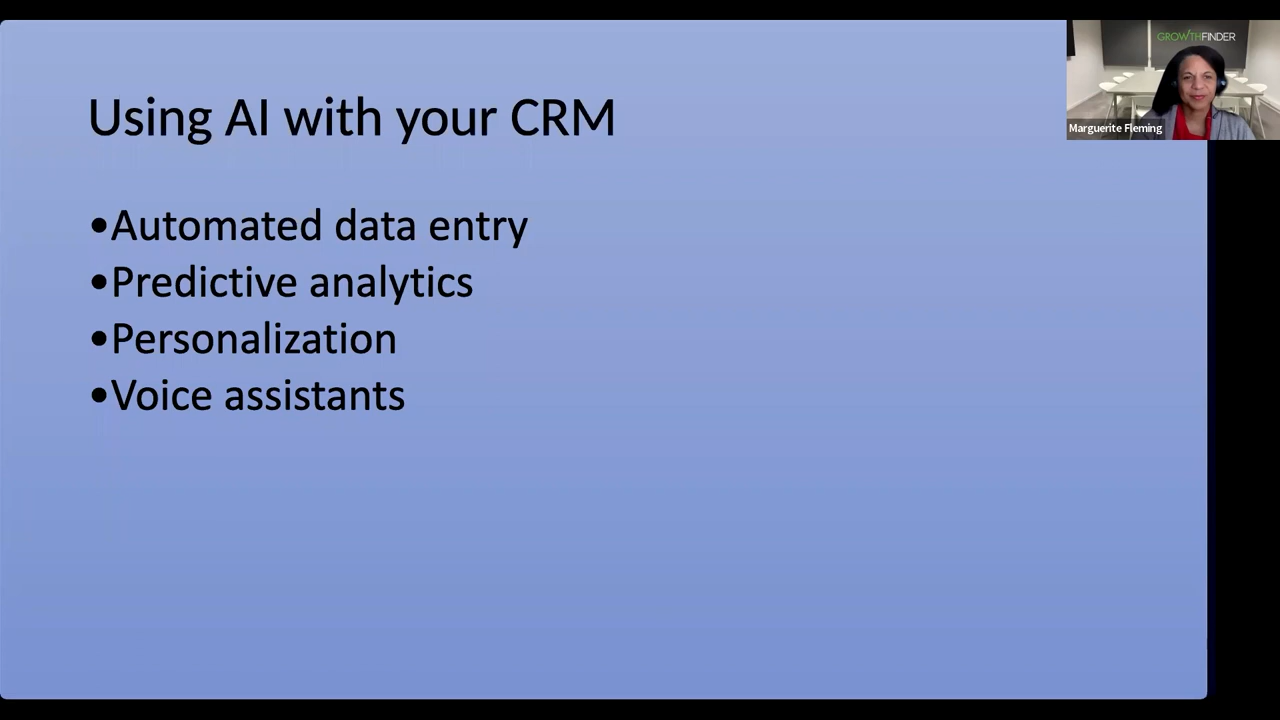 Using AI with your CRM
•Automated data entry
•Predictive analytics
•Personalization
•Voice assistants
GROWTHFINDER
Marguerite Fleming